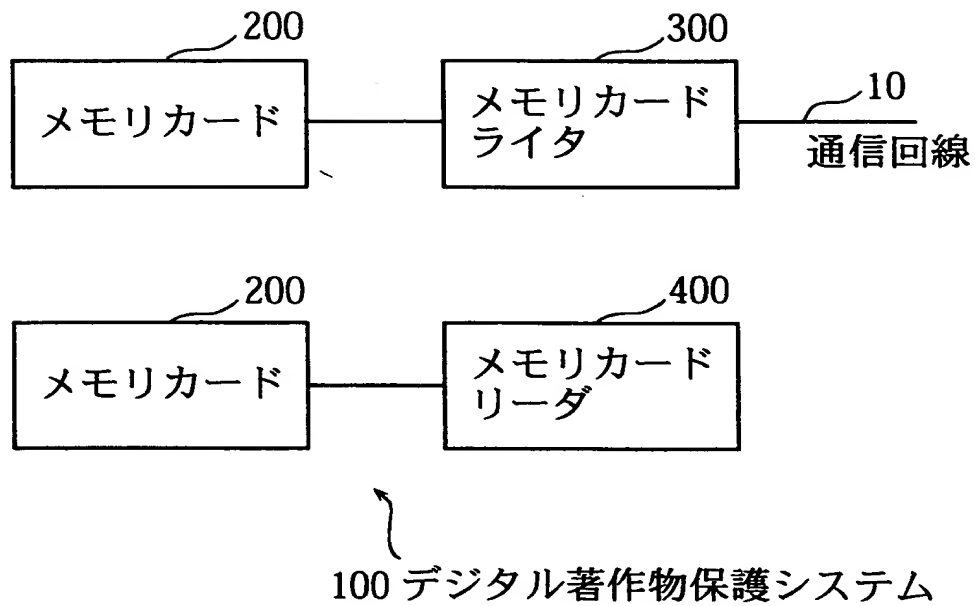 200
300
10
メモリカード
メモリカード
ライタ
通信回線
200
400
メモリカード
メモリカード
リーダ
100 デジタル著作物保護システム